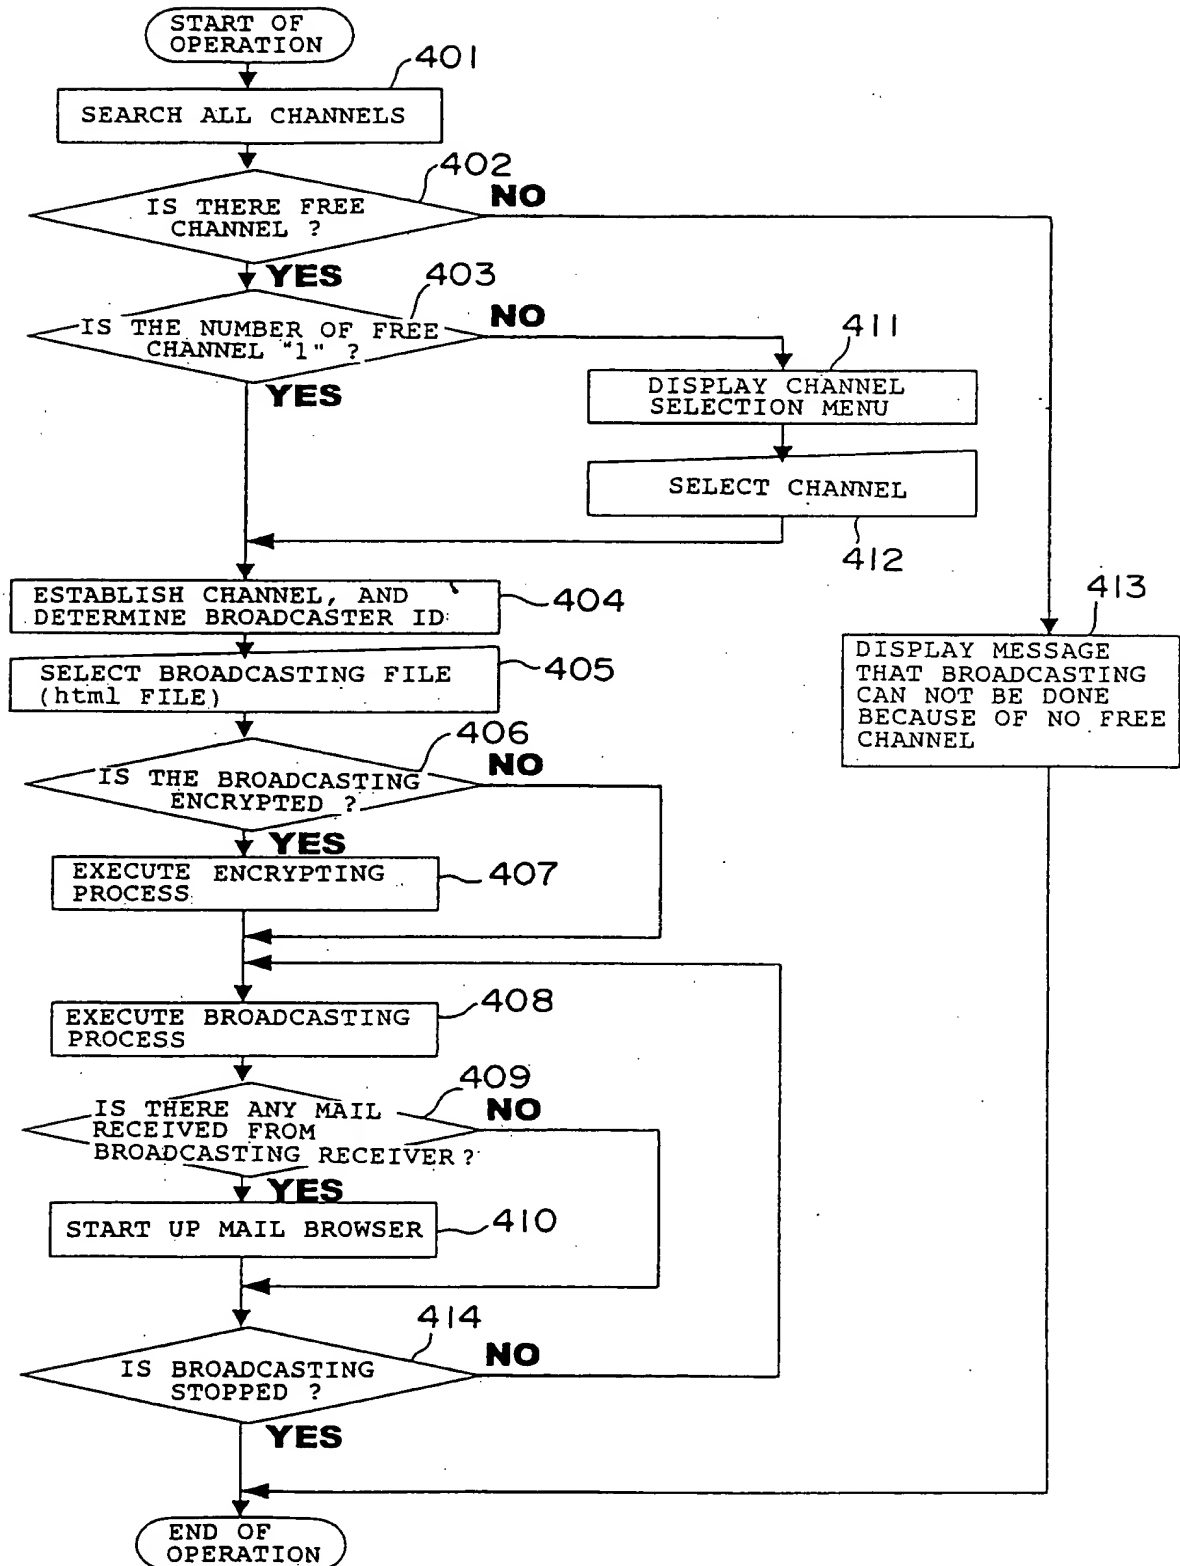 START OF
OPERATION
401
SEARCH ALL CHANNELS
402
IS THERE FREE
CHANNEL ?
NO
YES
403
IS THE NUMBER OF FREE
CHANNEL "1" ?
NO
YES
411
DISPLAY CHANNEL
SELECTION MENU
SELECT CHANNEL
412
ESTABLISH CHANNEL, AND
DETERMINE BROADCASTER ID
404
SELECT BROADCASTING FILE
(html FILE)
405
413
DISPLAY MESSAGE
THAT BROADCASTING
CAN NOT BE DONE
BECAUSE OF NO FREE
CHANNEL
406
IS THE BROADCASTING
ENCRYPTED ?
NO
YES
EXECUTE ENCRYPTING
PROCESS
407
EXECUTE BROADCASTING
PROCESS
408
409
IS THERE ANY MAIL
RECEIVED FROM
BROADCASTING RECEIVER ?
NO
YES
START UP MAIL BROWSER
410
414
IS BROADCASTING
STOPPED ?
NO
YES
END OF
OPERATION